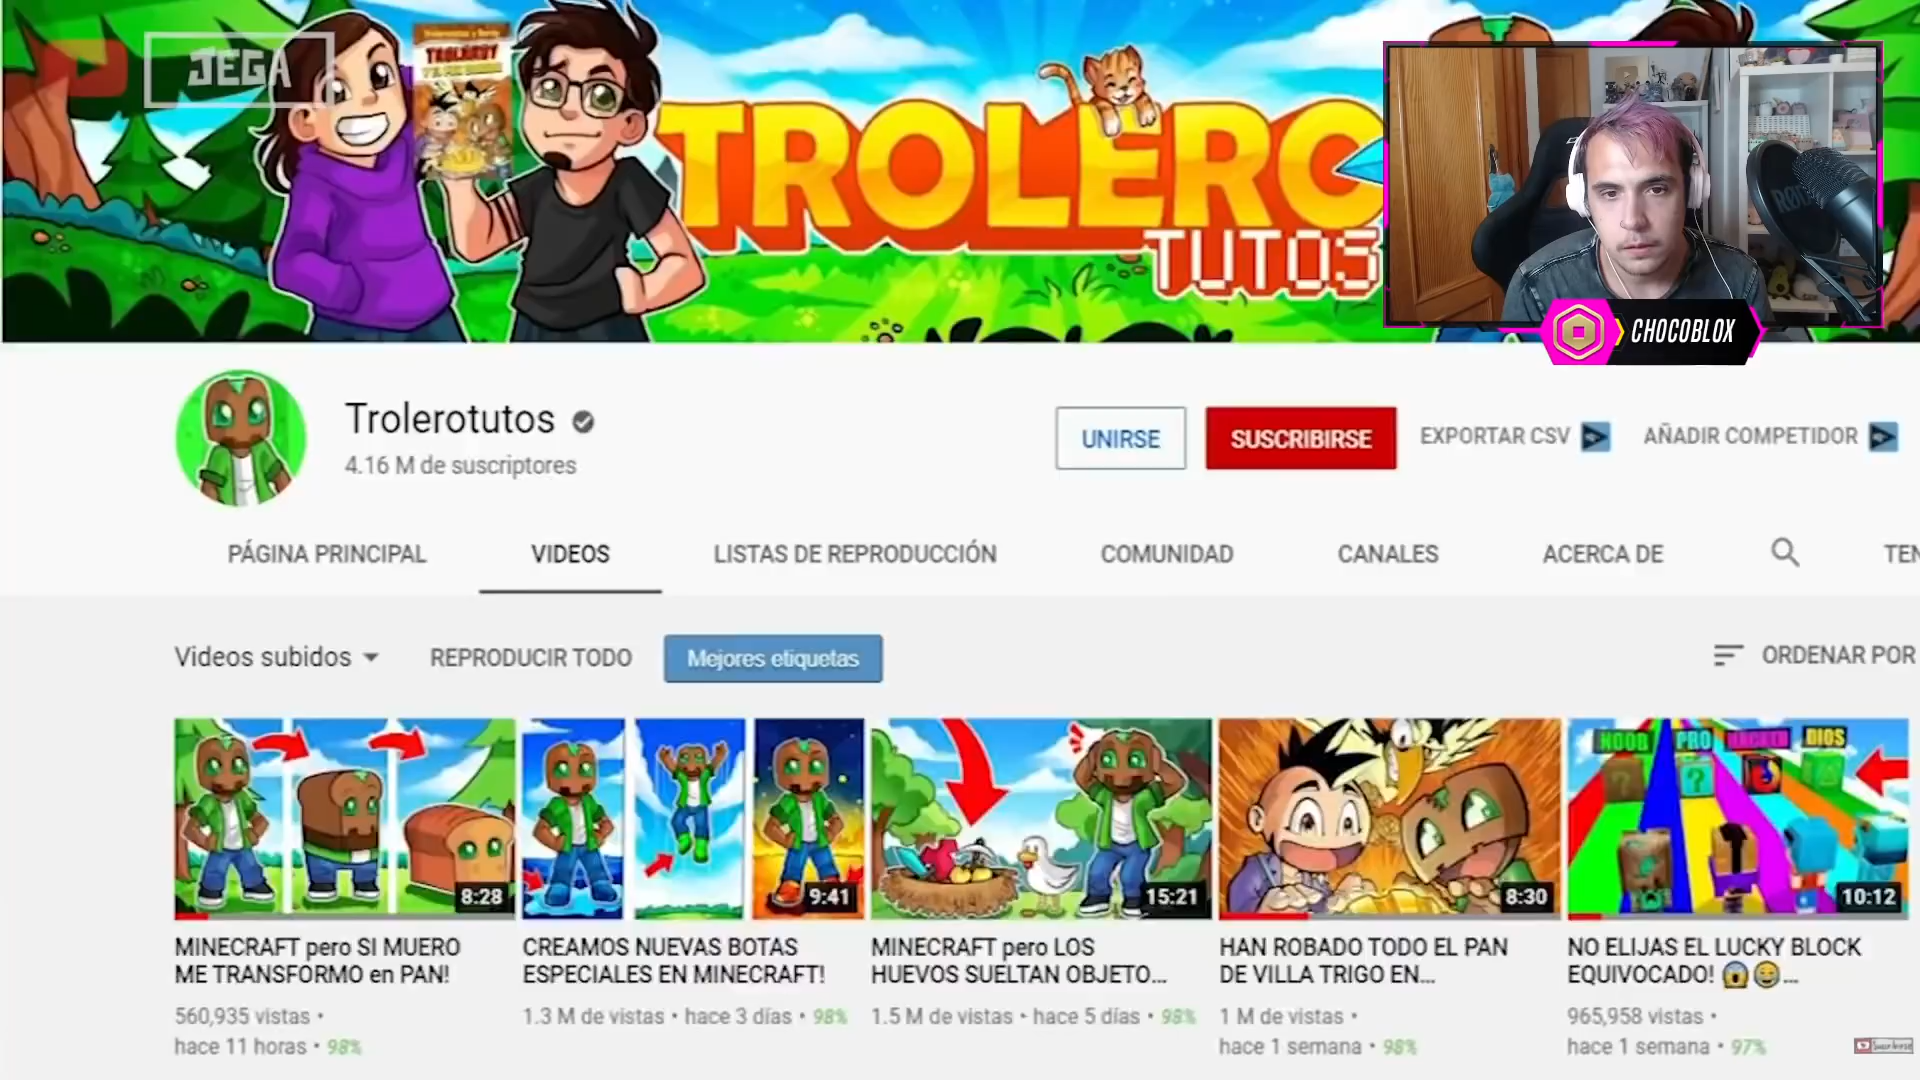 JEGA
TROLEROT
TROLERO
TUTOS
RØDE
CHOCOBLOX
Trolerotutos
4.16 M de suscriptores
UNIRSE
SUSCRIBIRSE
EXPORTAR CSV
AÑADIR COMPETIDOR
PÁGINA PRINCIPAL
VIDEOS
LISTAS DE REPRODUCCIÓN
COMUNIDAD
CANALES
ACERCA DE
TEN
Videos subidos
REPRODUCIR TODO
Mejores etiquetas
ORDENAR POR
NOOB PRO HACKER DIOS
8:28
9:41
15:21
8:30
10:12
MINECRAFT pero SI MUERO
ME TRANSFORMO en PAN!
560,935 vistas •
hace 11 horas • 98%
CREAMOS NUEVAS BOTAS
ESPECIALES EN MINECRAFT!
1.3 M de vistas • hace 3 días • 98%
MINECRAFT pero LOS
HUEVOS SUELTAN OBJETO...
1.5 M de vistas • hace 5 días • 98%
HAN ROBADO TODO EL PAN
DE VILLA TRIGO EN...
1 M de vistas •
hace 1 semana • 98%
NO ELIJAS EL LUCKY BLOCK
EQUIVOCADO! 😱😂...
965,958 vistas •
hace 1 semana • 97%